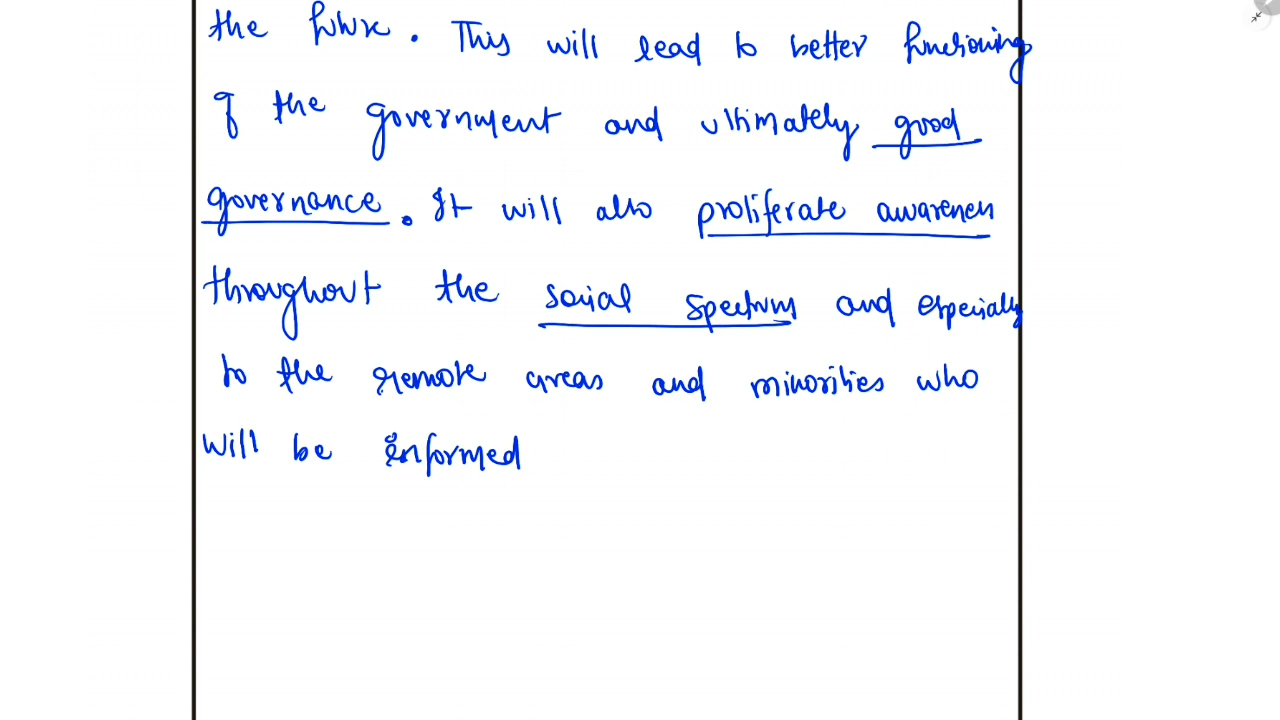 the future. This will lead to better functioning
of the government and ultimately good
governance. It will also proliferate awareness
throughout the social spectrum and especially
to the remote areas and minorities who
will be informed